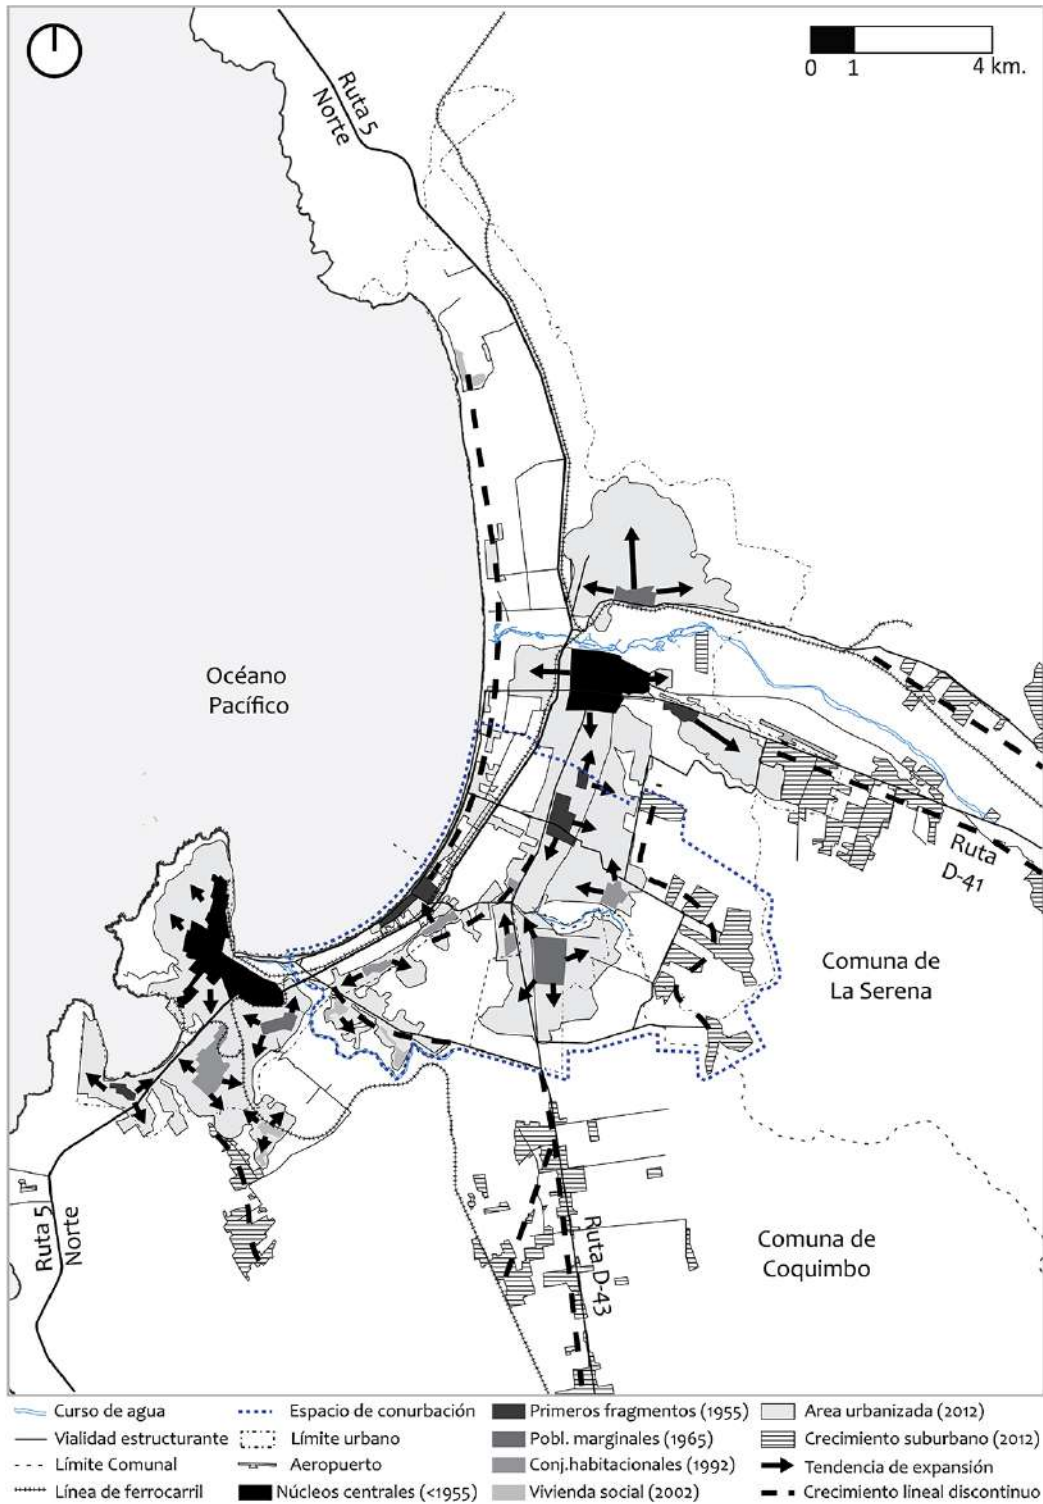 Ruta 5
Norte
0 1 4 km.
Océano
Pacífico
Ruta
D-41
Comuna de
La Serena
Ruta 5
Norte
Ruta D-43
Comuna de
Coquimbo
Curso de agua
Vialidad estructurante
Límite Comunal
Línea de ferrocarril
Espacio de conurbación
Límite urbano
Aeropuerto
Núcleos centrales (<1955)
Primeros fragmentos (1955)
Pobl. marginales (1965)
Conj.habitacionales (1992)
Vivienda social (2002)
Area urbanizada (2012)
Crecimiento suburbano (2012)
Tendencia de expansión
Crecimiento lineal discontinuo